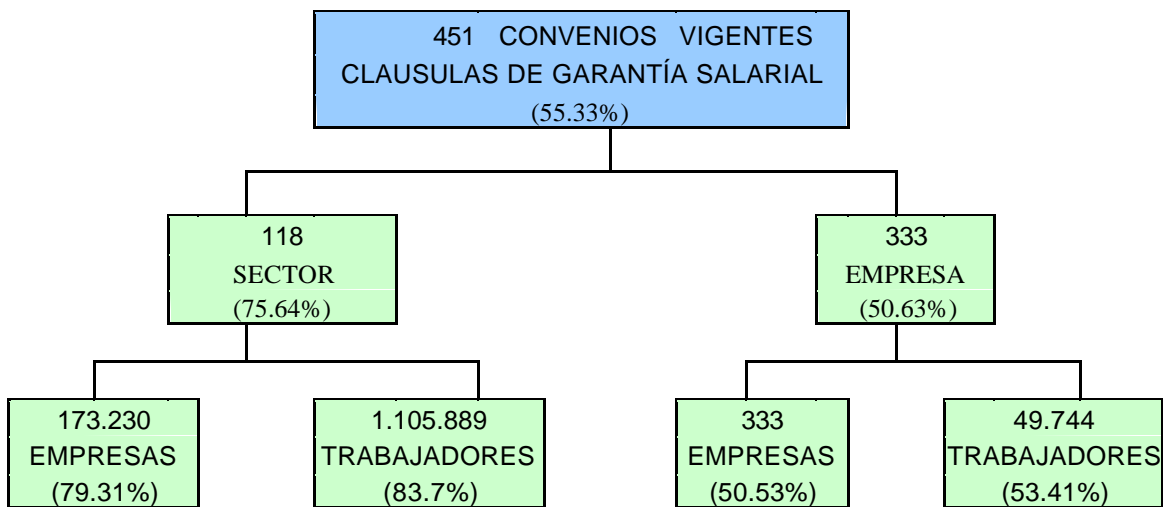 451 CONVENIOS VIGENTES
CLAUSULAS DE GARANTÍA SALARIAL
(55.33%)
118
SECTOR
(75.64%)
333
EMPRESA
(50.63%)
173.230
EMPRESAS
(79.31%)
1.105.889
TRABAJADORES
(83.7%)
333
EMPRESAS
(50.53%)
49.744
TRABAJADORES
(53.41%)